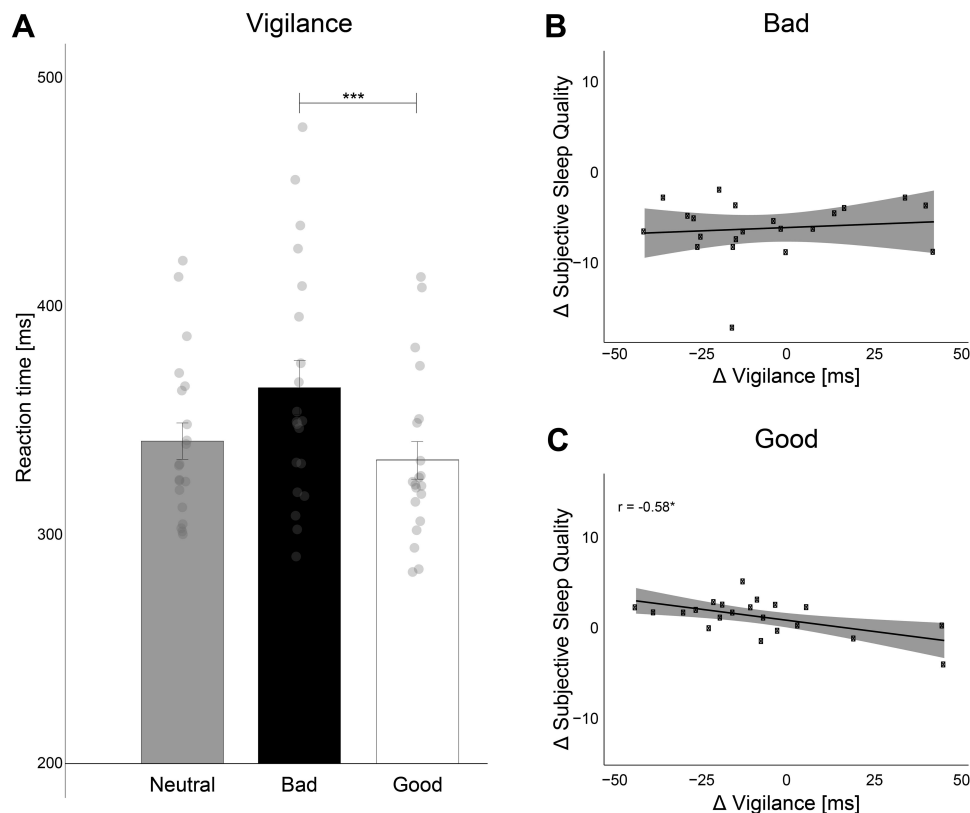 A
Vigilance
500
400
300
200
Reaction time [ms]
***
Neutral
Bad
Good
B
Bad
10
0
−10
Δ Subjective Sleep Quality
−50
−25
0
25
50
Δ Vigilance [ms]
C
Good
r = -0.58*
10
0
−10
Δ Subjective Sleep Quality
−50
−25
0
25
50
Δ Vigilance [ms]